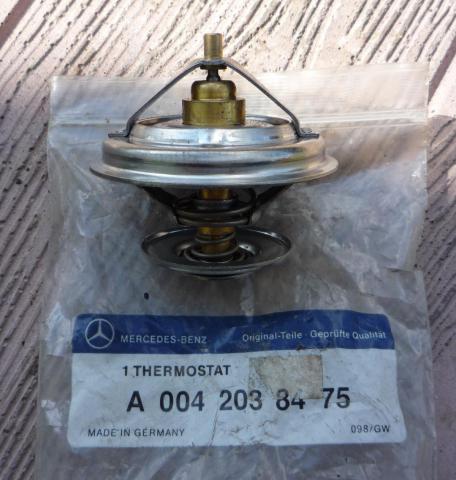 MERCEDES-BENZ Original-Teile · Geprüfte Qualität
1 THERMOSTAT
A 004 203 84 75
MADE IN GERMANY 098/GW